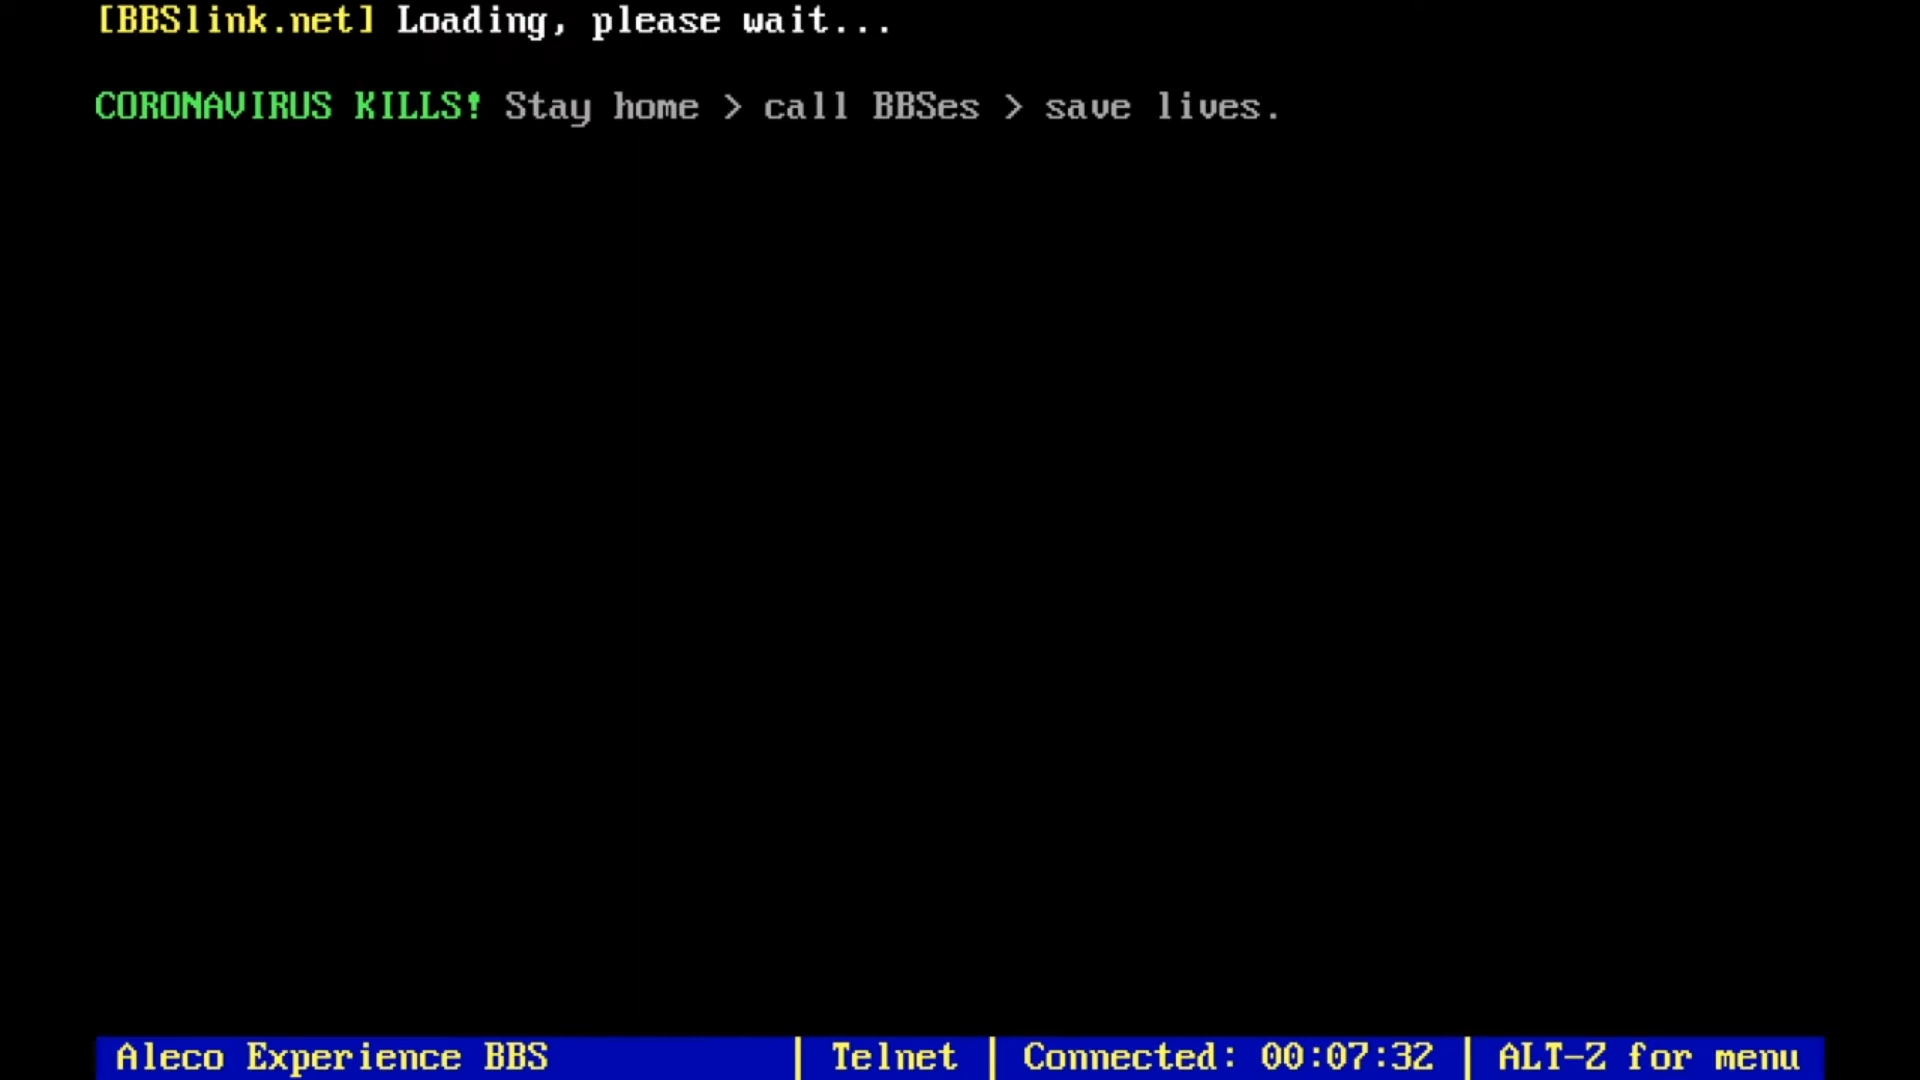 [BBSlink.net] Loading, please wait...
CORONAVIRUS KILLS! Stay home > call BBSes > save lives.
Aleco Experience BBS | Telnet | Connected: 00:07:32 | ALT-Z for menu